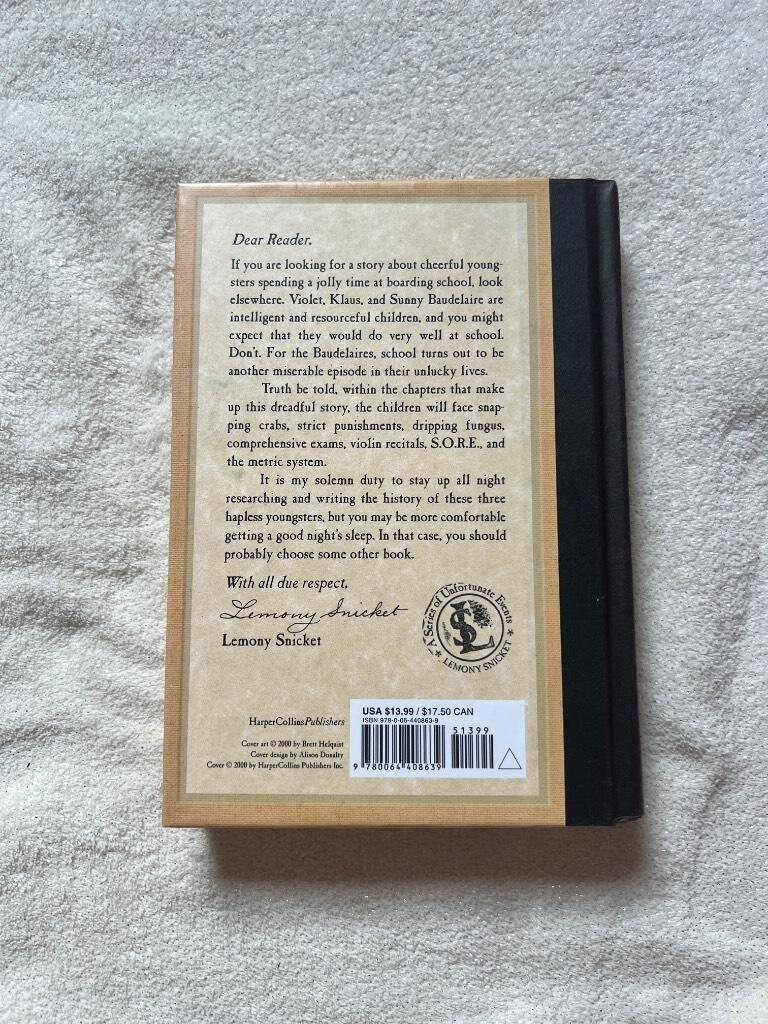 Dear Reader,
If you are looking for a story about cheerful young-
sters spending a jolly time at boarding school, look
elsewhere. Violet, Klaus, and Sunny Baudelaire are
intelligent and resourceful children, and you might
expect that they would do very well at school.
Don't. For the Baudelaires, school turns out to be
another miserable episode in their unlucky lives.
Truth be told, within the chapters that make
up this dreadful story, the children will face snap-
ping crabs, strict punishments, dripping fungus,
comprehensive exams, violin recitals, S.O.R.E., and
the metric system.
It is my solemn duty to stay up all night
researching and writing the history of these three
hapless youngsters, but you may be more comfortable
getting a good night's sleep. In that case, you should
probably choose some other book.
With all due respect,
Lemony Snicket
Lemony Snicket
A Series of Unfortunate Events
LS
* LEMONY SNICKET *
HarperCollinsPublishers
Cover art © 2000 by Brett Helquist
Cover design by Alison Donalty
Cover © 2000 by HarperCollins Publishers Inc.
USA $13.99 / $17.50 CAN
ISBN 978-0-06-440863-9
51399
9 780064 408639